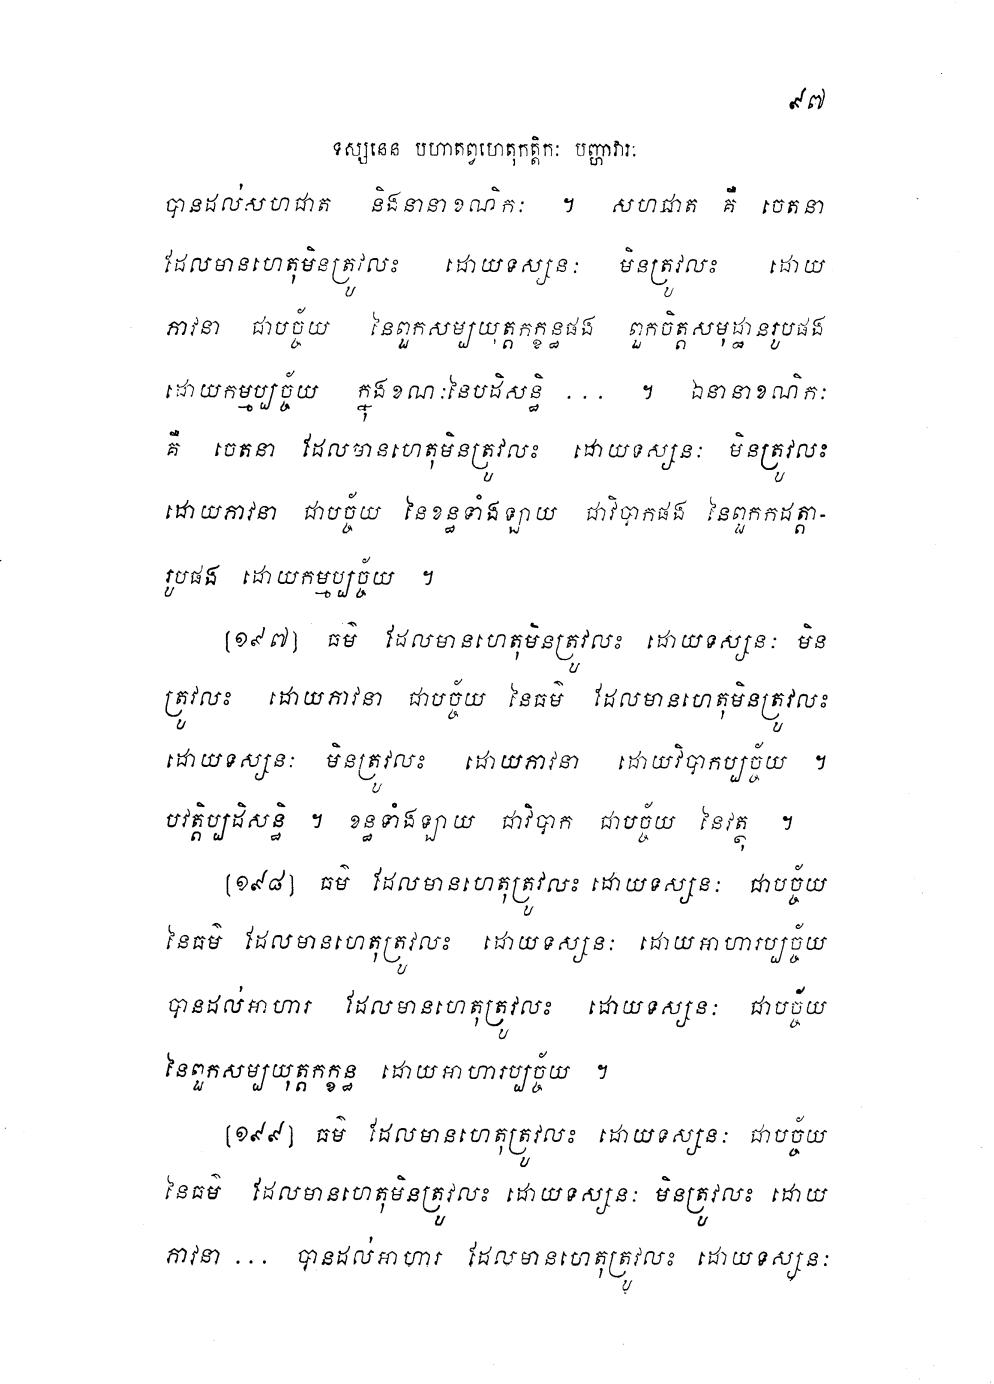 ៩៧
ទស្សនេន បហាតព្វហេតុកត្តិកៈ បញ្ហាវារៈ
បានដល់សហជាត និងនានាខណិកៈ ។ សហជាត គឺ ចេតនា
ដែលមានហេតុមិនត្រូវលះ ដោយទស្សនៈ មិនត្រូវលះ ដោយ
ភាវនា ជាបច្ច័យ នៃពួកសម្បយុត្តកក្ខន្ធផង ពួកចិត្តសមុដ្ឋានរូបផង
ដោយកម្មប្បច្ច័យ ក្នុងខណៈនៃបដិសន្ធិ ... ។ ឯនានាខណិកៈ
គឺ ចេតនា ដែលមានហេតុមិនត្រូវលះ ដោយទស្សនៈ មិនត្រូវលះ
ដោយភាវនា ជាបច្ច័យ នៃខន្ធទាំងឡាយ ជាវិបាកផង នៃពួកកដត្តា-
រូបផង ដោយកម្មប្បច្ច័យ ។
[១៩៧] ធម៌ ដែលមានហេតុមិនត្រូវលះ ដោយទស្សនៈ មិន
ត្រូវលះ ដោយភាវនា ជាបច្ច័យ នៃធម៌ ដែលមានហេតុមិនត្រូវលះ
ដោយទស្សនៈ មិនត្រូវលះ ដោយភាវនា ដោយវិបាកប្បច្ច័យ ។
បវត្តិប្បដិសន្ធិ ។ ខន្ធទាំងឡាយ ជាវិបាក ជាបច្ច័យ នៃវត្ថុ ។
[១៩៨] ធម៌ ដែលមានហេតុត្រូវលះ ដោយទស្សនៈ ជាបច្ច័យ
នៃធម៌ ដែលមានហេតុត្រូវលះ ដោយទស្សនៈ ដោយអាហារប្បច្ច័យ
បានដល់អាហារ ដែលមានហេតុត្រូវលះ ដោយទស្សនៈ ជាបច្ច័យ
នៃពួកសម្បយុត្តកក្ខន្ធ ដោយអាហារប្បច្ច័យ ។
[១៩៩] ធម៌ ដែលមានហេតុត្រូវលះ ដោយទស្សនៈ ជាបច្ច័យ
នៃធម៌ ដែលមានហេតុមិនត្រូវលះ ដោយទស្សនៈ មិនត្រូវលះ ដោយ
ភាវនា ... បានដល់អាហារ ដែលមានហេតុត្រូវលះ ដោយទស្សនៈ